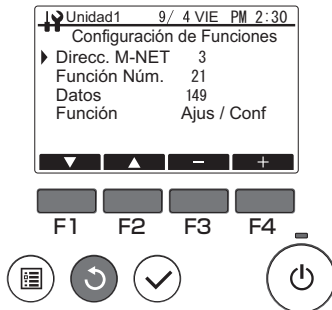 Unidad1 9/ 4 VIE PM 2:30
Configuración de Funciones
Direcc. M-NET 3
Función Núm. 21
Datos 149
Función Ajus / Conf
− +
F1 F2 F3 F4